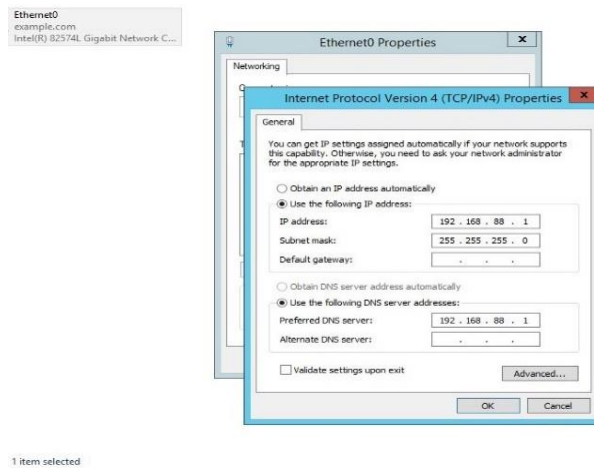 Ethernet0
example.com
Intel(R) 82574L Gigabit Network C...
Ethernet0 Properties
x
Networking
Internet Protocol Version 4 (TCP/IPv4) Properties
x
General
You can get IP settings assigned automatically if your network supports
this capability. Otherwise, you need to ask your network administrator
for the appropriate IP settings.
Obtain an IP address automatically
Use the following IP address:
IP address: 192 . 168 . 88 . 1
Subnet mask: 255 . 255 . 255 . 0
Default gateway: . . .
Obtain DNS server address automatically
Use the following DNS server addresses:
Preferred DNS server: 192 . 168 . 88 . 1
Alternate DNS server: . . .
Validate settings upon exit
Advanced...
OK Cancel
1 item selected